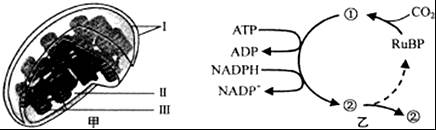 I
II
III
甲
ATP
ADP
NADPH
NADP⁺
①
CO₂
RuBP
②
②
乙